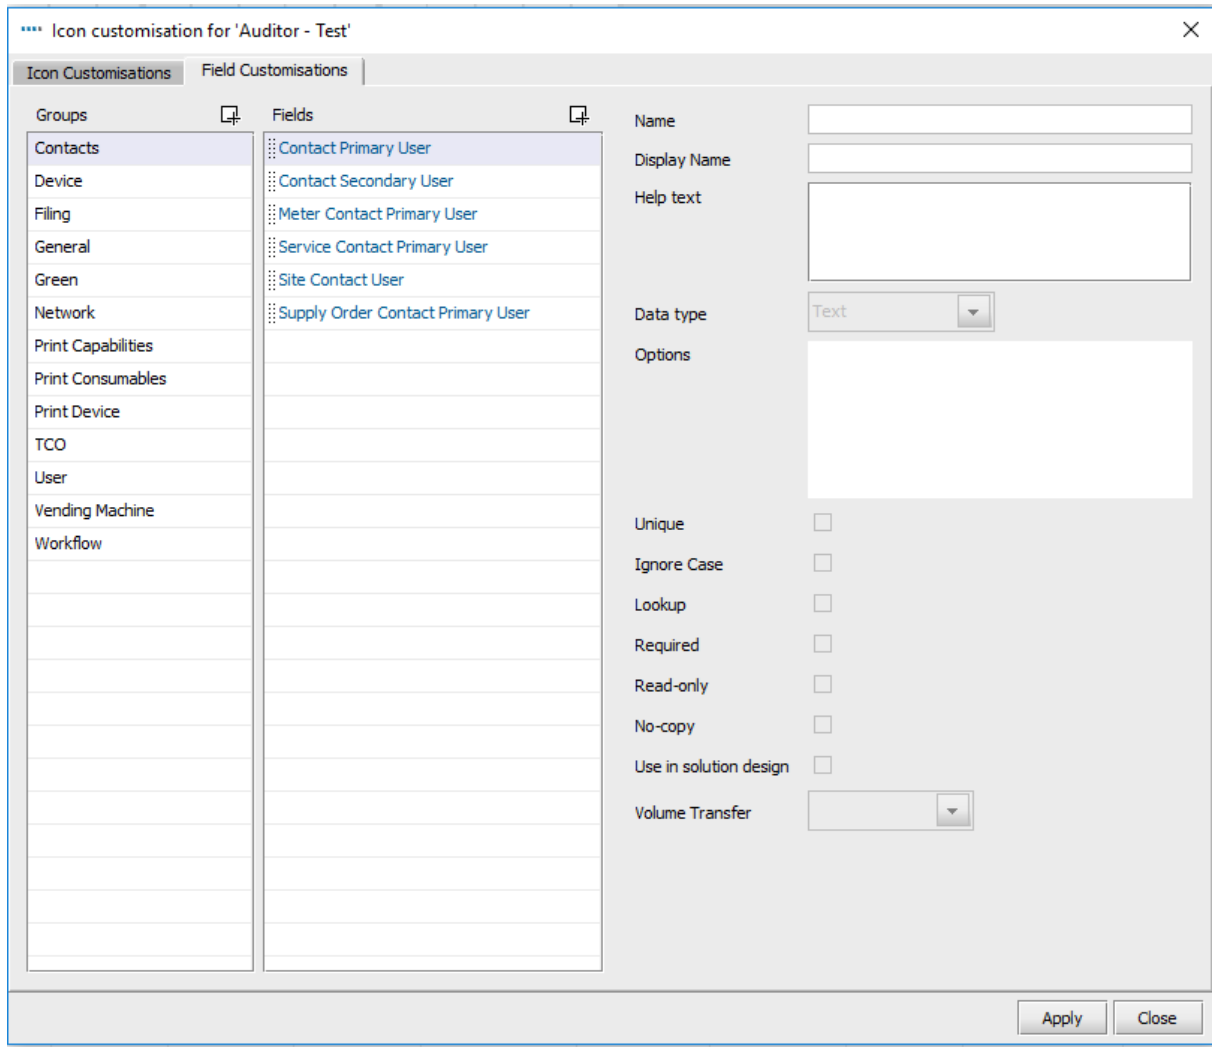 Icon customisation for 'Auditor - Test'
Icon Customisations
Field Customisations
Groups
Contacts
Device
Filing
General
Green
Network
Print Capabilities
Print Consumables
Print Device
TCO
User
Vending Machine
Workflow
Fields
Contact Primary User
Contact Secondary User
Meter Contact Primary User
Service Contact Primary User
Site Contact User
Supply Order Contact Primary User
Name
Display Name
Help text
Data type
Text
Options
Unique
Ignore Case
Lookup
Required
Read-only
No-copy
Use in solution design
Volume Transfer
Apply
Close